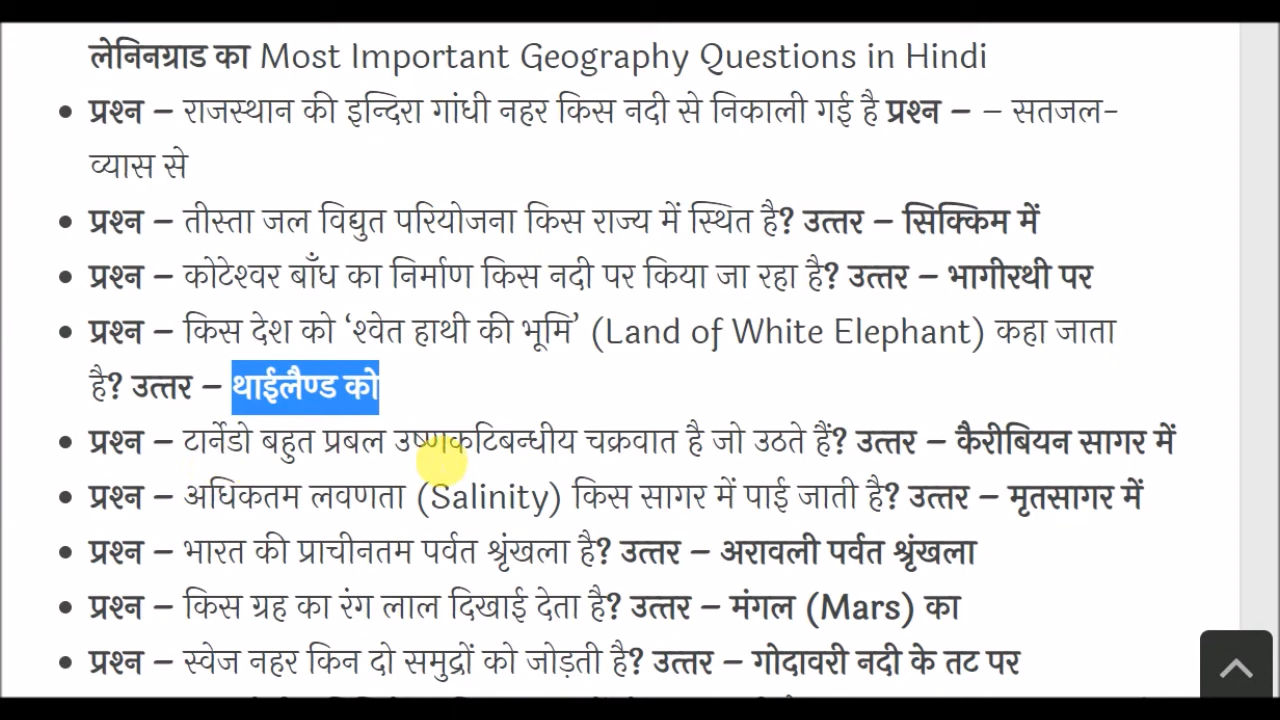 लेनिनग्राड का Most Important Geography Questions in Hindi
• प्रश्न – राजस्थान की इन्दिरा गांधी नहर किस नदी से निकाली गई है प्रश्न – – सतजल-
व्यास से
• प्रश्न – तीस्ता जल विद्युत परियोजना किस राज्य में स्थित है? उत्तर – सिक्किम में
• प्रश्न – कोटेश्वर बाँध का निर्माण किस नदी पर किया जा रहा है? उत्तर – भागीरथी पर
• प्रश्न – किस देश को ‘श्वेत हाथी की भूमि’ (Land of White Elephant) कहा जाता
है? उत्तर – थाईलैण्ड को
• प्रश्न – टार्नेडो बहुत प्रबल उष्णकटिबन्धीय चक्रवात है जो उठते हैं? उत्तर – कैरीबियन सागर में
• प्रश्न – अधिकतम लवणता (Salinity) किस सागर में पाई जाती है? उत्तर – मृतसागर में
• प्रश्न – भारत की प्राचीनतम पर्वत श्रृंखला है? उत्तर – अरावली पर्वत श्रृंखला
• प्रश्न – किस ग्रह का रंग लाल दिखाई देता है? उत्तर – मंगल (Mars) का
• प्रश्न – स्वेज नहर किन दो समुद्रों को जोड़ती है? उत्तर – गोदावरी नदी के तट पर